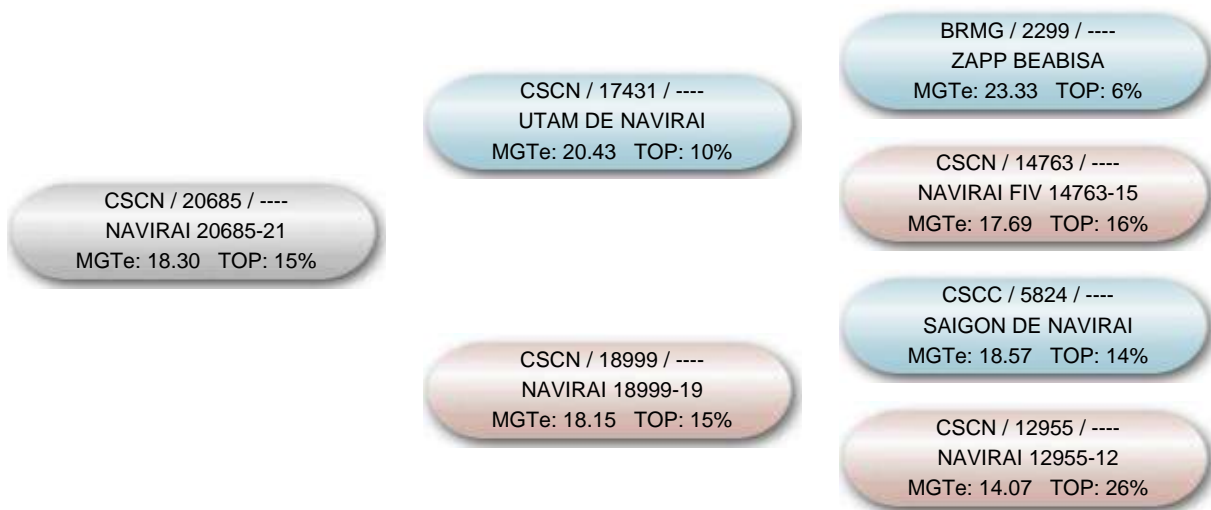 CSCN / 20685 / ----
NAVIRAI 20685-21
MGTe: 18.30 TOP: 15%
CSCN / 17431 / ----
UTAM DE NAVIRAI
MGTe: 20.43 TOP: 10%
CSCN / 18999 / ----
NAVIRAI 18999-19
MGTe: 18.15 TOP: 15%
BRMG / 2299 / ----
ZAPP BEABISA
MGTe: 23.33 TOP: 6%
CSCN / 14763 / ----
NAVIRAI FIV 14763-15
MGTe: 17.69 TOP: 16%
CSCC / 5824 / ----
SAIGON DE NAVIRAI
MGTe: 18.57 TOP: 14%
CSCN / 12955 / ----
NAVIRAI 12955-12
MGTe: 14.07 TOP: 26%